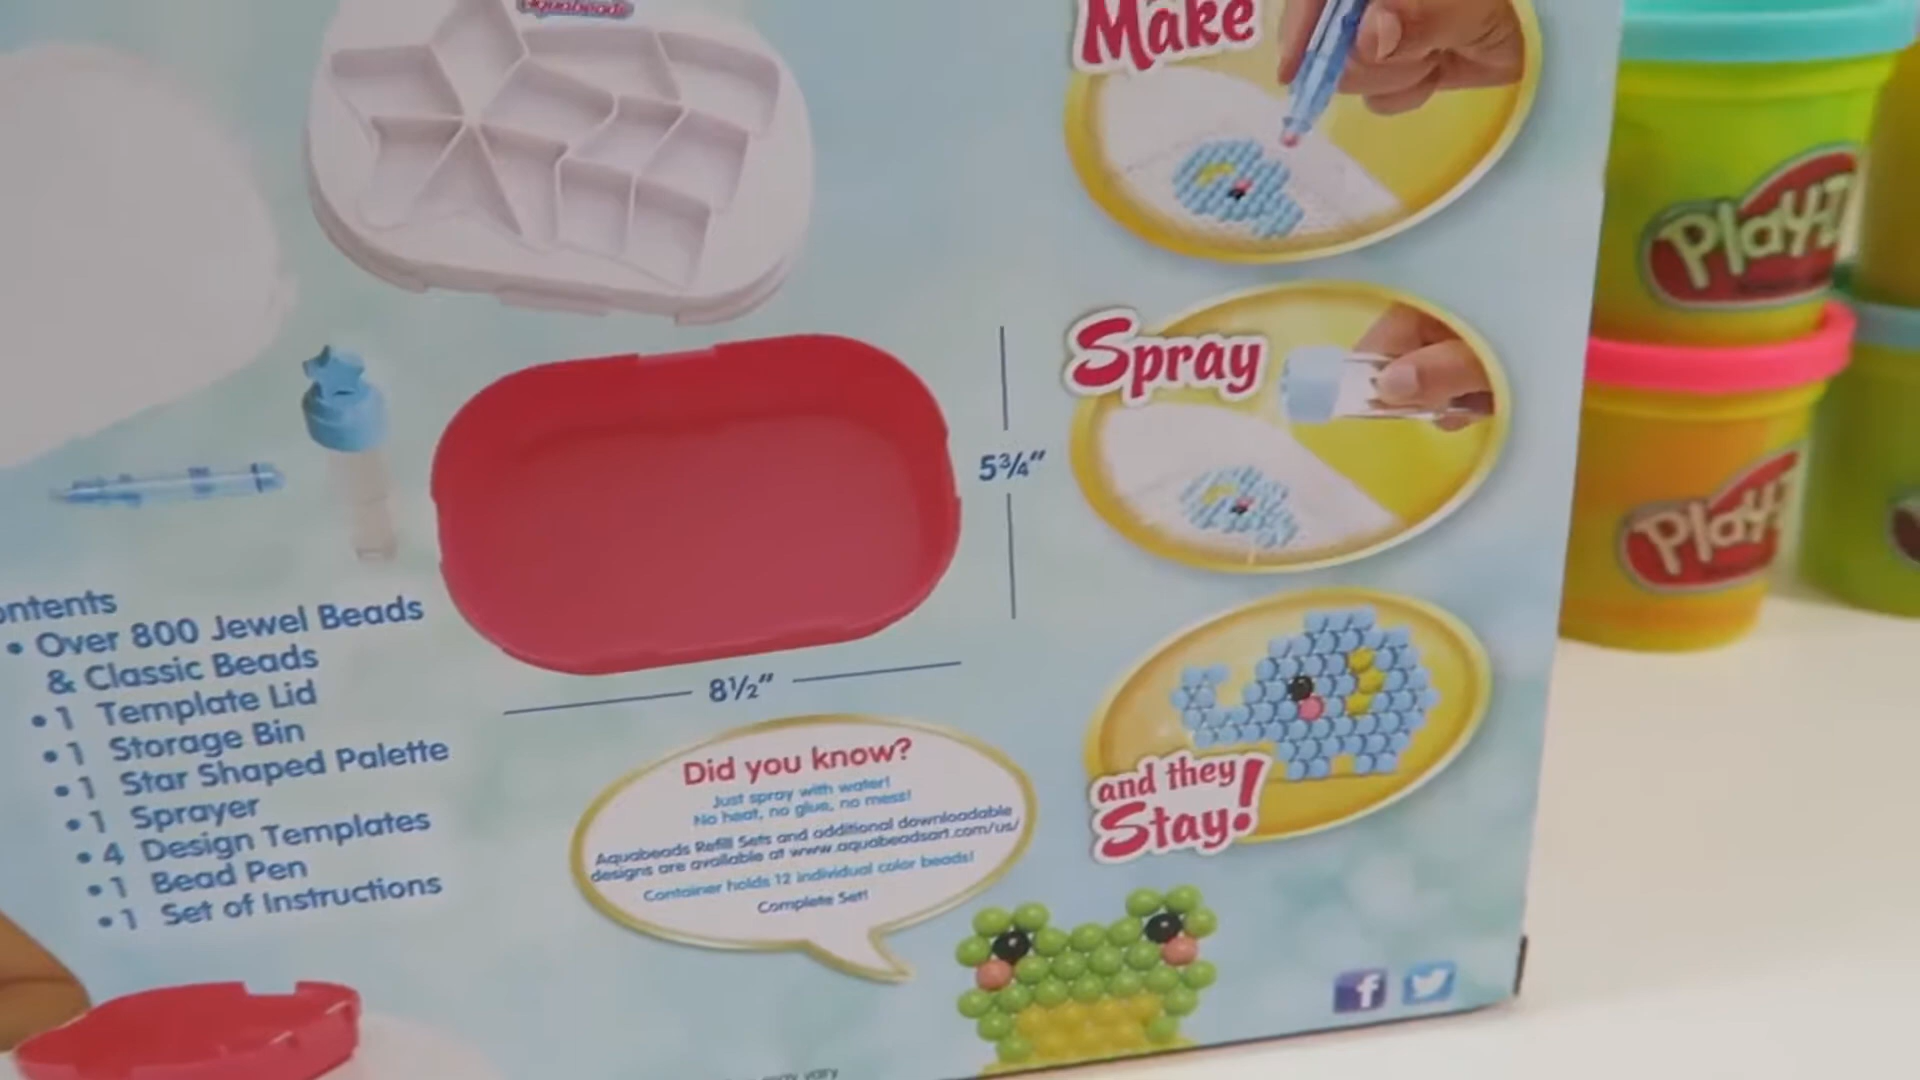 Aquabeads
Make
Spray
5¾"
8½"
ontents
• Over 800 Jewel Beads
& Classic Beads
• 1 Template Lid
• 1 Storage Bin
• 1 Star Shaped Palette
• 1 Sprayer
• 4 Design Templates
• 1 Bead Pen
• 1 Set of Instructions
Did you know?
Just spray with water!
No heat, no glue, no mess!
Aquabeads Refill Sets and additional downloadable
designs are available at www.aquabeadsart.com/us/
Container holds 12 individual color beads!
Complete Set!
and they
Stay!
f
vary
Play-D
Play-